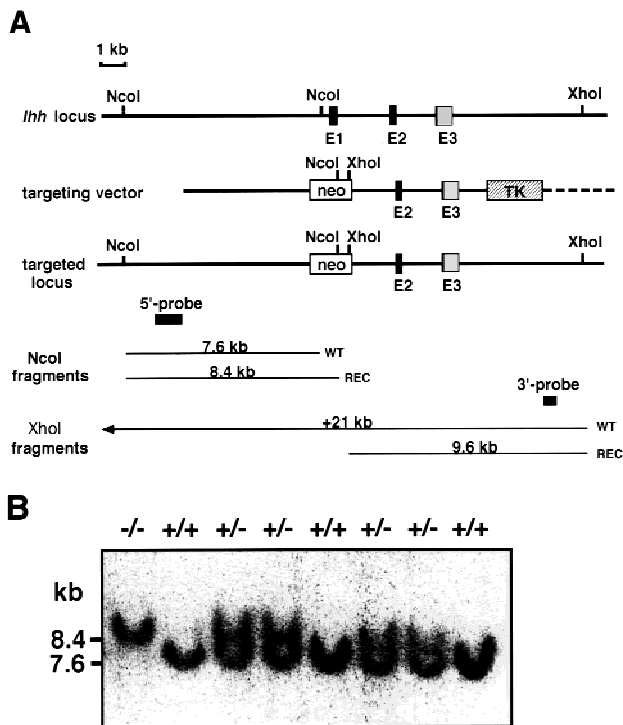 A
1 kb
NcoI NcoI XhoI
Ihh locus
E1 E2 E3
NcoI XhoI
targeting vector neo TK
E2 E3
NcoI NcoI XhoI XhoI
targeted locus neo
E2 E3
5'-probe
7.6 kb WT
NcoI fragments
8.4 kb REC
3'-probe
+21 kb WT
XhoI fragments
9.6 kb REC
B
-/- +/+ +/- +/- +/+ +/- +/- +/+
kb
8.4
7.6